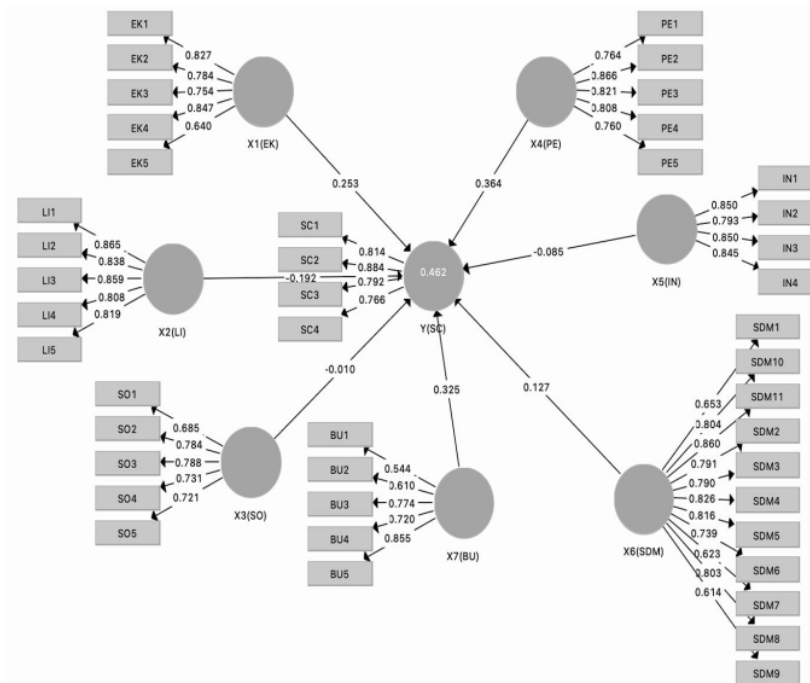 EK1
EK2
EK3
EK4
EK5
0.827
0.784
0.754
0.847
0.640
X1(EK)
PE1
PE2
PE3
PE4
PE5
0.764
0.866
0.821
0.808
0.760
X4(PE)
0.253
0.364
LI1
LI2
LI3
LI4
LI5
0.865
0.838
0.859
0.808
0.819
X2(LI)
-0.192
SC1
SC2
SC3
SC4
0.814
0.884
0.792
0.766
0.462
Y(SC)
-0.085
IN1
IN2
IN3
IN4
0.850
0.793
0.850
0.845
X5(IN)
-0.010
0.325
0.127
SO1
SO2
SO3
SO4
SO5
0.685
0.784
0.788
0.731
0.721
X3(SO)
BU1
BU2
BU3
BU4
BU5
0.544
0.610
0.774
0.720
0.855
X7(BU)
SDM1
SDM10
SDM11
SDM2
SDM3
SDM4
SDM5
SDM6
SDM7
SDM8
SDM9
0.653
0.804
0.860
0.791
0.790
0.826
0.816
0.739
0.623
0.803
0.614
X6(SDM)